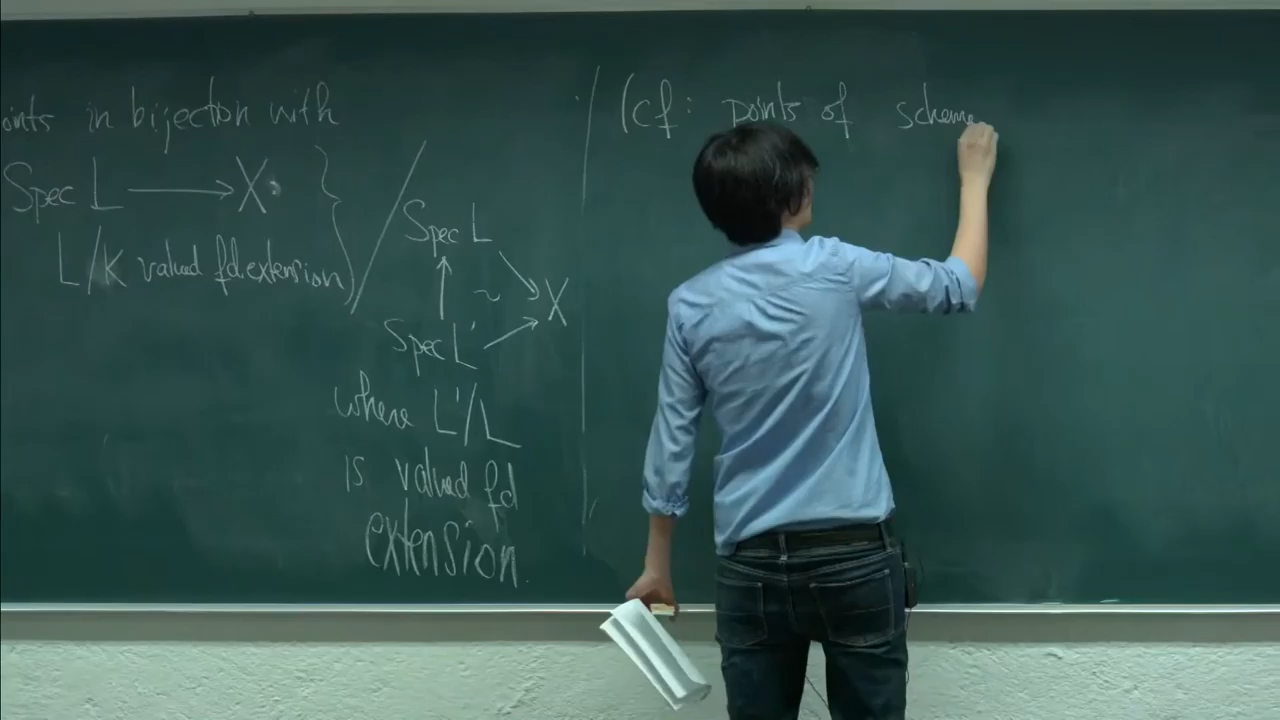 oints in bijection with
Spec L → X
L/K valued fd. extension } /
Spec L
↑ ~ X
Spec L'
where L'/L
is valued fd
extension.
(cf: points of scheme